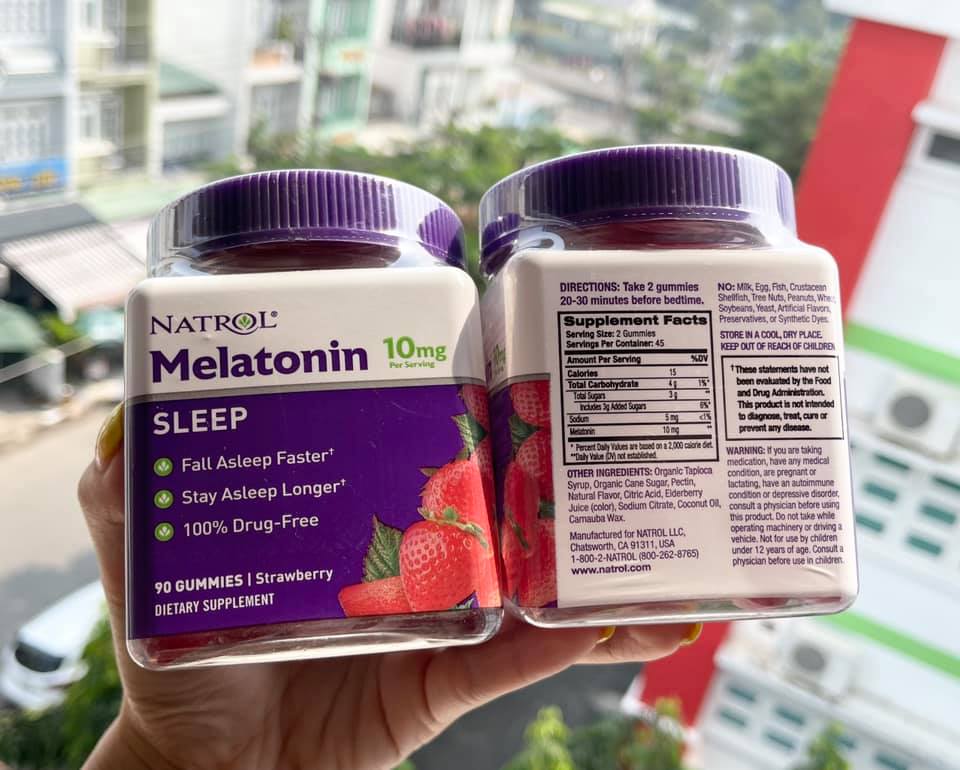 NATROL®
Melatonin
10mg
Per Serving
SLEEP
Fall Asleep Faster†
Stay Asleep Longer†
100% Drug-Free
90 GUMMIES | Strawberry
DIETARY SUPPLEMENT
10mg
DIRECTIONS: Take 2 gummies
20-30 minutes before bedtime.
Supplement Facts
Serving Size: 2 Gummies
Servings Per Container: 45
Amount Per Serving %DV
Calories 15
Total Carbohydrate 4 g 1%*
Total Sugars 3 g **
Includes 3g Added Sugars 6%*
Sodium 5 mg <1%
Melatonin 10 mg **
* Percent Daily Values are based on a 2,000 calorie diet.
**Daily Value (DV) not established.
OTHER INGREDIENTS: Organic Tapioca
Syrup, Organic Cane Sugar, Pectin,
Natural Flavor, Citric Acid, Elderberry
Juice (color), Sodium Citrate, Coconut Oil,
Carnauba Wax.
Manufactured for NATROL LLC,
Chatsworth, CA 91311, USA
1-800-2-NATROL (800-262-8765)
www.natrol.com
NO: Milk, Egg, Fish, Crustacean
Shellfish, Tree Nuts, Peanuts,
Soybeans, Yeast, Artificial Flavors,
Preservatives, or Synthetic Dyes.
STORE IN A COOL, DRY PLACE.
KEEP OUT OF REACH OF CHILDREN
†These statements have not
been evaluated by the Food
and Drug Administration.
This product is not intended
to diagnose, treat, cure or
prevent any disease.
WARNING: If you are taking
medication, have any medical
condition, are pregnant or
lactating, have an autoimmune
condition or depressive disorder,
consult a physician before using
this product. Do not take while
operating machinery or driving a
vehicle. Not for use by children
under 12 years of age. Consult a
physician before use in children.